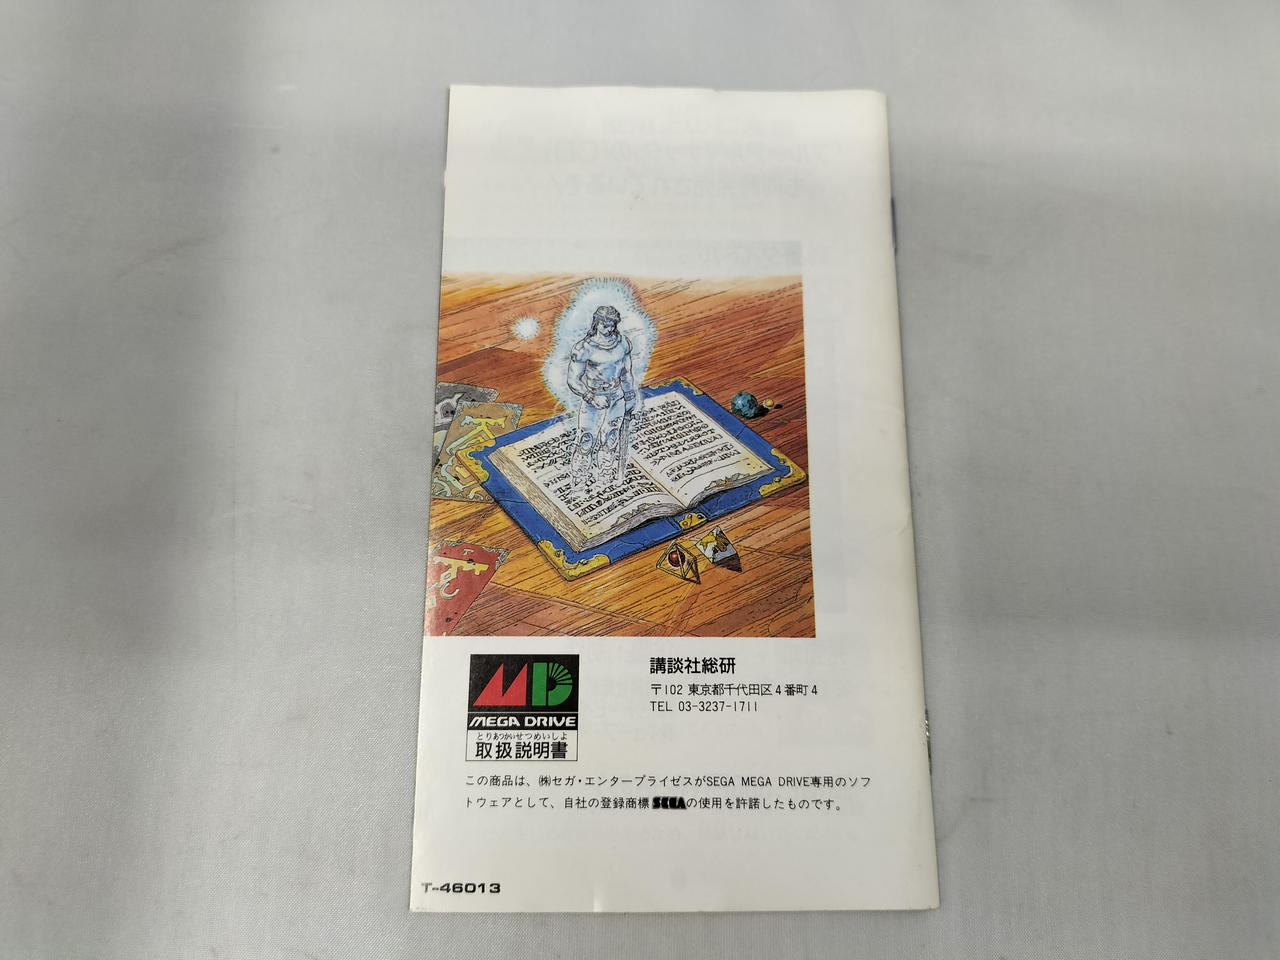 講談社総研
〒102 東京都千代田区4番町4
TEL 03-3237-1711
MD
MEGA DRIVE
とりあつかいせつめいしよ
取扱説明書
この商品は、㈱セガ・エンタープライゼスがSEGA MEGA DRIVE専用のソフ
トウェアとして、自社の登録商標SEGAの使用を許諾したものです。
T-46013